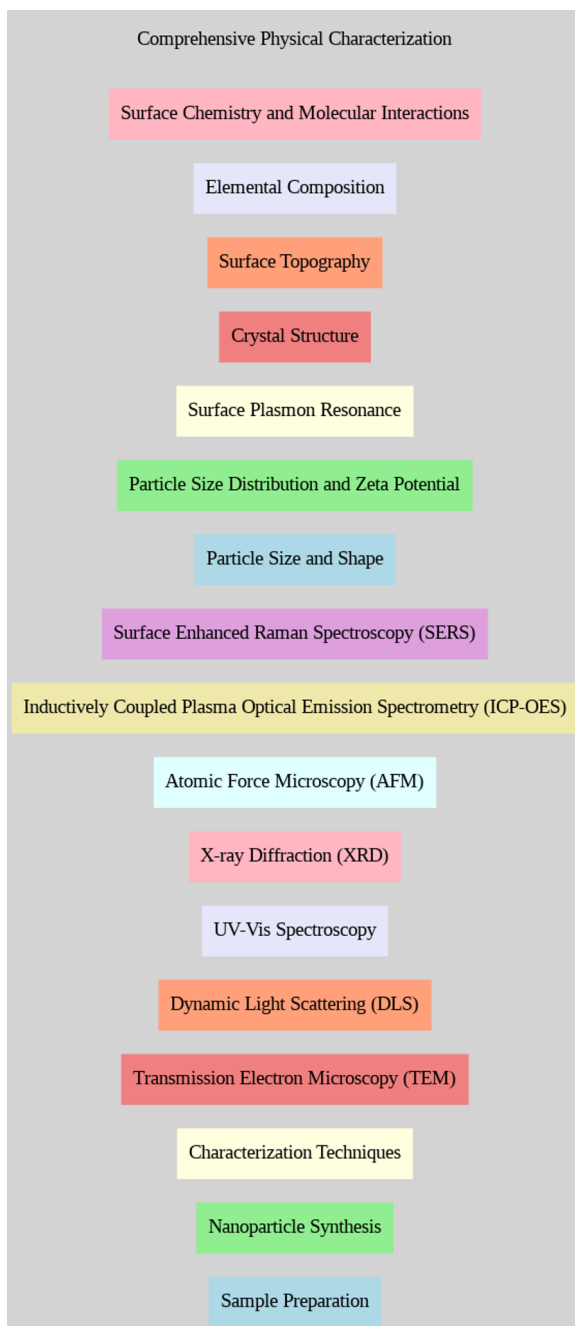 Comprehensive Physical Characterization
Surface Chemistry and Molecular Interactions
Elemental Composition
Surface Topography
Crystal Structure
Surface Plasmon Resonance
Particle Size Distribution and Zeta Potential
Particle Size and Shape
Surface Enhanced Raman Spectroscopy (SERS)
Inductively Coupled Plasma Optical Emission Spectrometry (ICP-OES)
Atomic Force Microscopy (AFM)
X-ray Diffraction (XRD)
UV-Vis Spectroscopy
Dynamic Light Scattering (DLS)
Transmission Electron Microscopy (TEM)
Characterization Techniques
Nanoparticle Synthesis
Sample Preparation